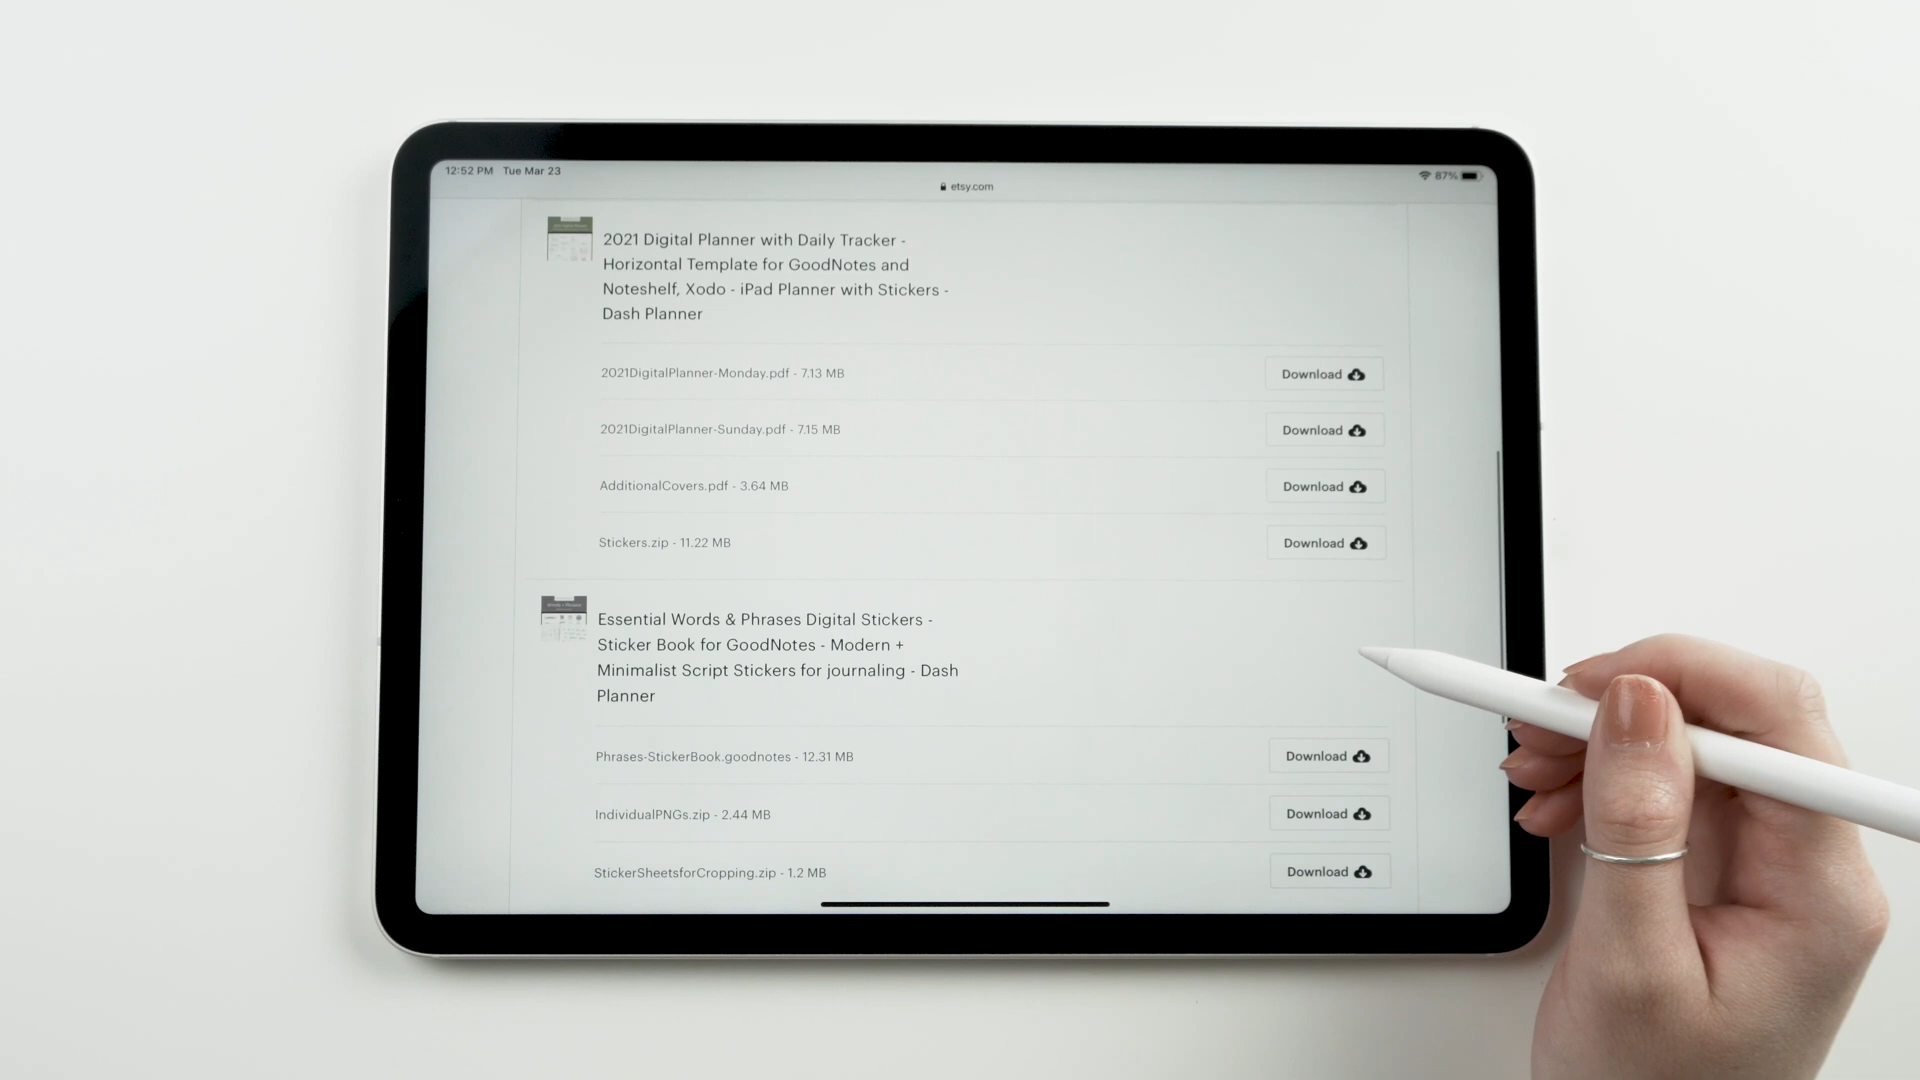 12:52 PM Tue Mar 23
87%
etsy.com
2021 Digital Planner with Daily Tracker -
Horizontal Template for GoodNotes and
Noteshelf, Xodo - iPad Planner with Stickers -
Dash Planner
2021DigitalPlanner-Monday.pdf - 7.13 MB
Download
2021DigitalPlanner-Sunday.pdf - 7.15 MB
Download
AdditionalCovers.pdf - 3.64 MB
Download
Stickers.zip - 11.22 MB
Download
Essential Words & Phrases Digital Stickers -
Sticker Book for GoodNotes - Modern +
Minimalist Script Stickers for journaling - Dash
Planner
Phrases-StickerBook.goodnotes - 12.31 MB
Download
IndividualPNGs.zip - 2.44 MB
Download
StickerSheetsforCropping.zip - 1.2 MB
Download